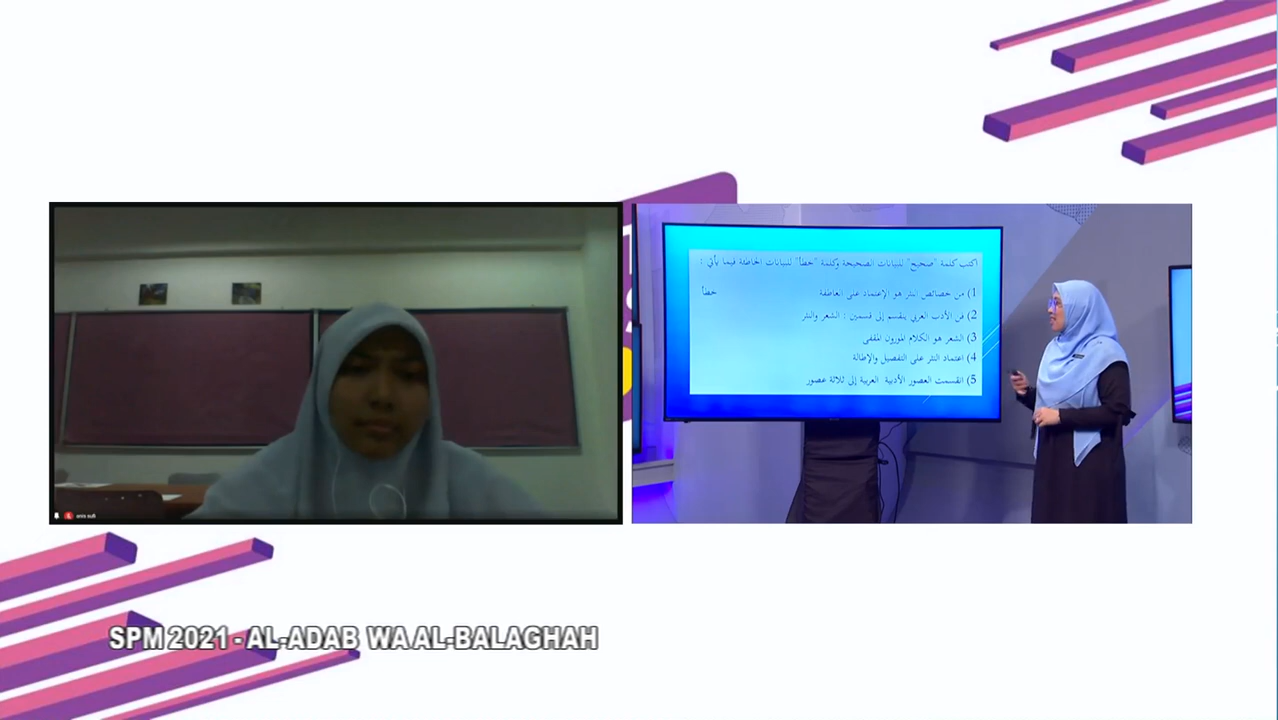 اكتب كلمة "صحيح" للبيانات الصحيحة وكلمة "خطأ" للبيانات الخاطئة فيما يأتي :
1) من خصائص النثر هو الإعتماد على العاطفة خطأ
2) فن الأدب العربي ينقسم إلى قسمين : الشعر والنثر
3) الشعر هو الكلام الموزون المقفى
4) اعتماد النثر على التفصيل والإطالة
5) انقسمت العصور الأدبية العربية إلى ثلاثة عصور
SPM 2021 - AL-ADAB WA AL-BALAGHAH